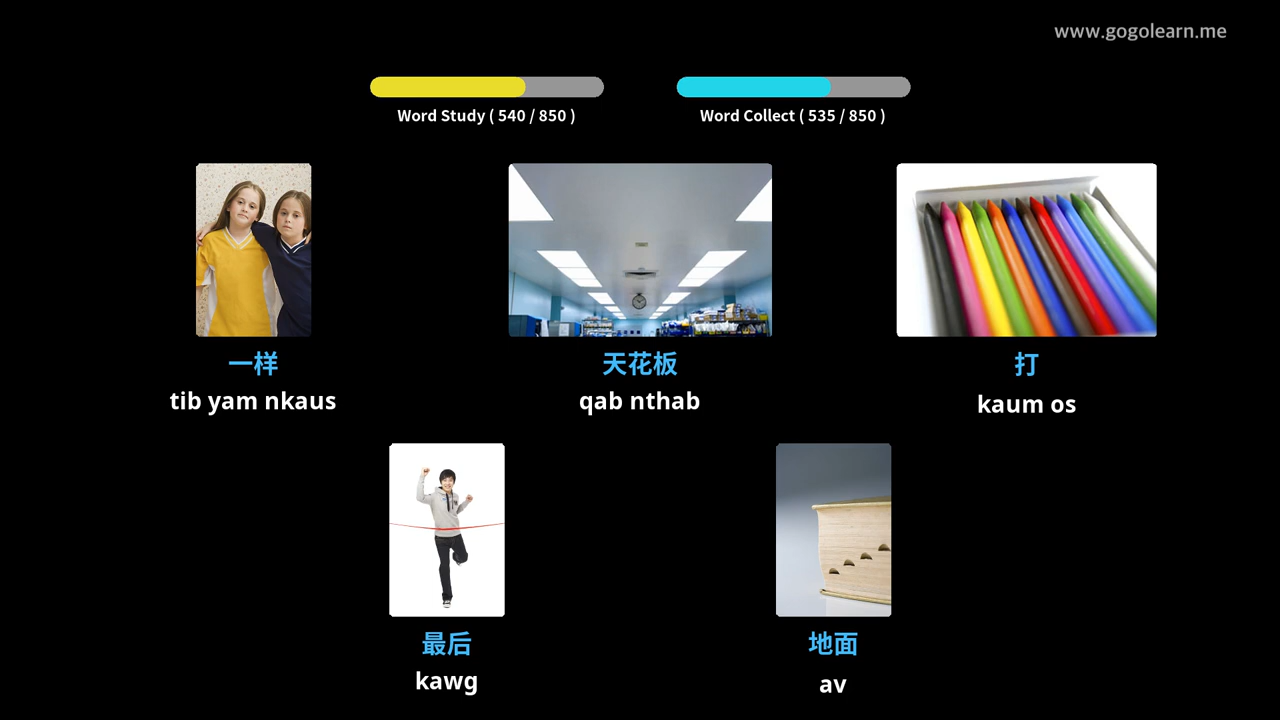 www.gogolearn.me
Word Study ( 540 / 850 )
Word Collect ( 535 / 850 )
一样
tib yam nkaus
天花板
qab nthab
打
kaum os
最后
kawg
地面
av